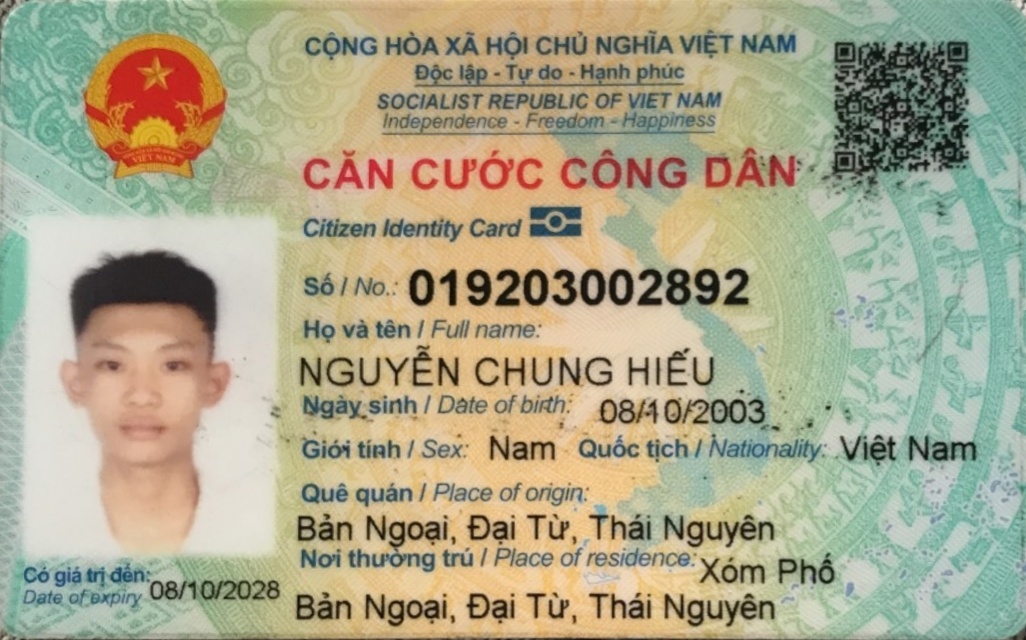 CỘNG HÒA XÃ HỘI CHỦ NGHĨA VIỆT NAM
Độc lập - Tự do - Hạnh phúc
SOCIALIST REPUBLIC OF VIET NAM
Independence - Freedom - Happiness
CĂN CƯỚC CÔNG DÂN
Citizen Identity Card
Số / No.: 019203002892
Họ và tên / Full name:
NGUYỄN CHUNG HIẾU
Ngày sinh / Date of birth: 08/10/2003
Giới tính / Sex: Nam Quốc tịch / Nationality: Việt Nam
Quê quán / Place of origin:
Bản Ngoại, Đại Từ, Thái Nguyên
Nơi thường trú / Place of residence: Xóm Phố
Bản Ngoại, Đại Từ, Thái Nguyên
Có giá trị đến: 08/10/2028
Date of expiry
VIỆT NAM